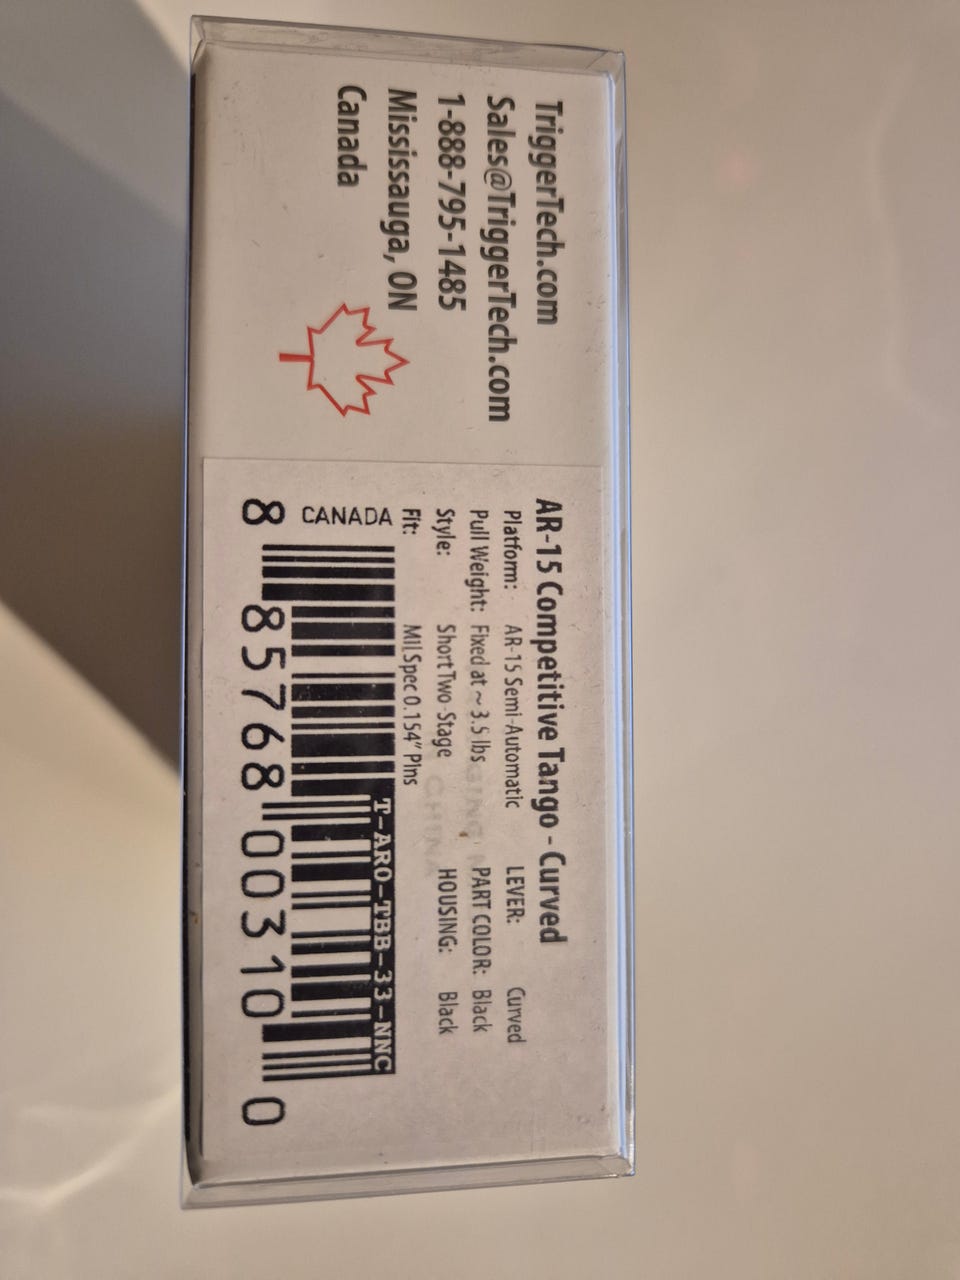 TriggerTech.com
Sales@TriggerTech.com
1-888-795-1485
Mississauga, ON
Canada
AR-15 Competitive Tango - Curved
Platform: AR-15 Semi-Automatic LEVER: Curved
Pull Weight: Fixed at ~ 3.5 lbs PART COLOR: Black
Style: Short Two-Stage HOUSING: Black
Fit: MILSpec 0.154" Pins
CANADA
T-ARO-TBB-33-NNC
8 85768 00310 0
CHINA